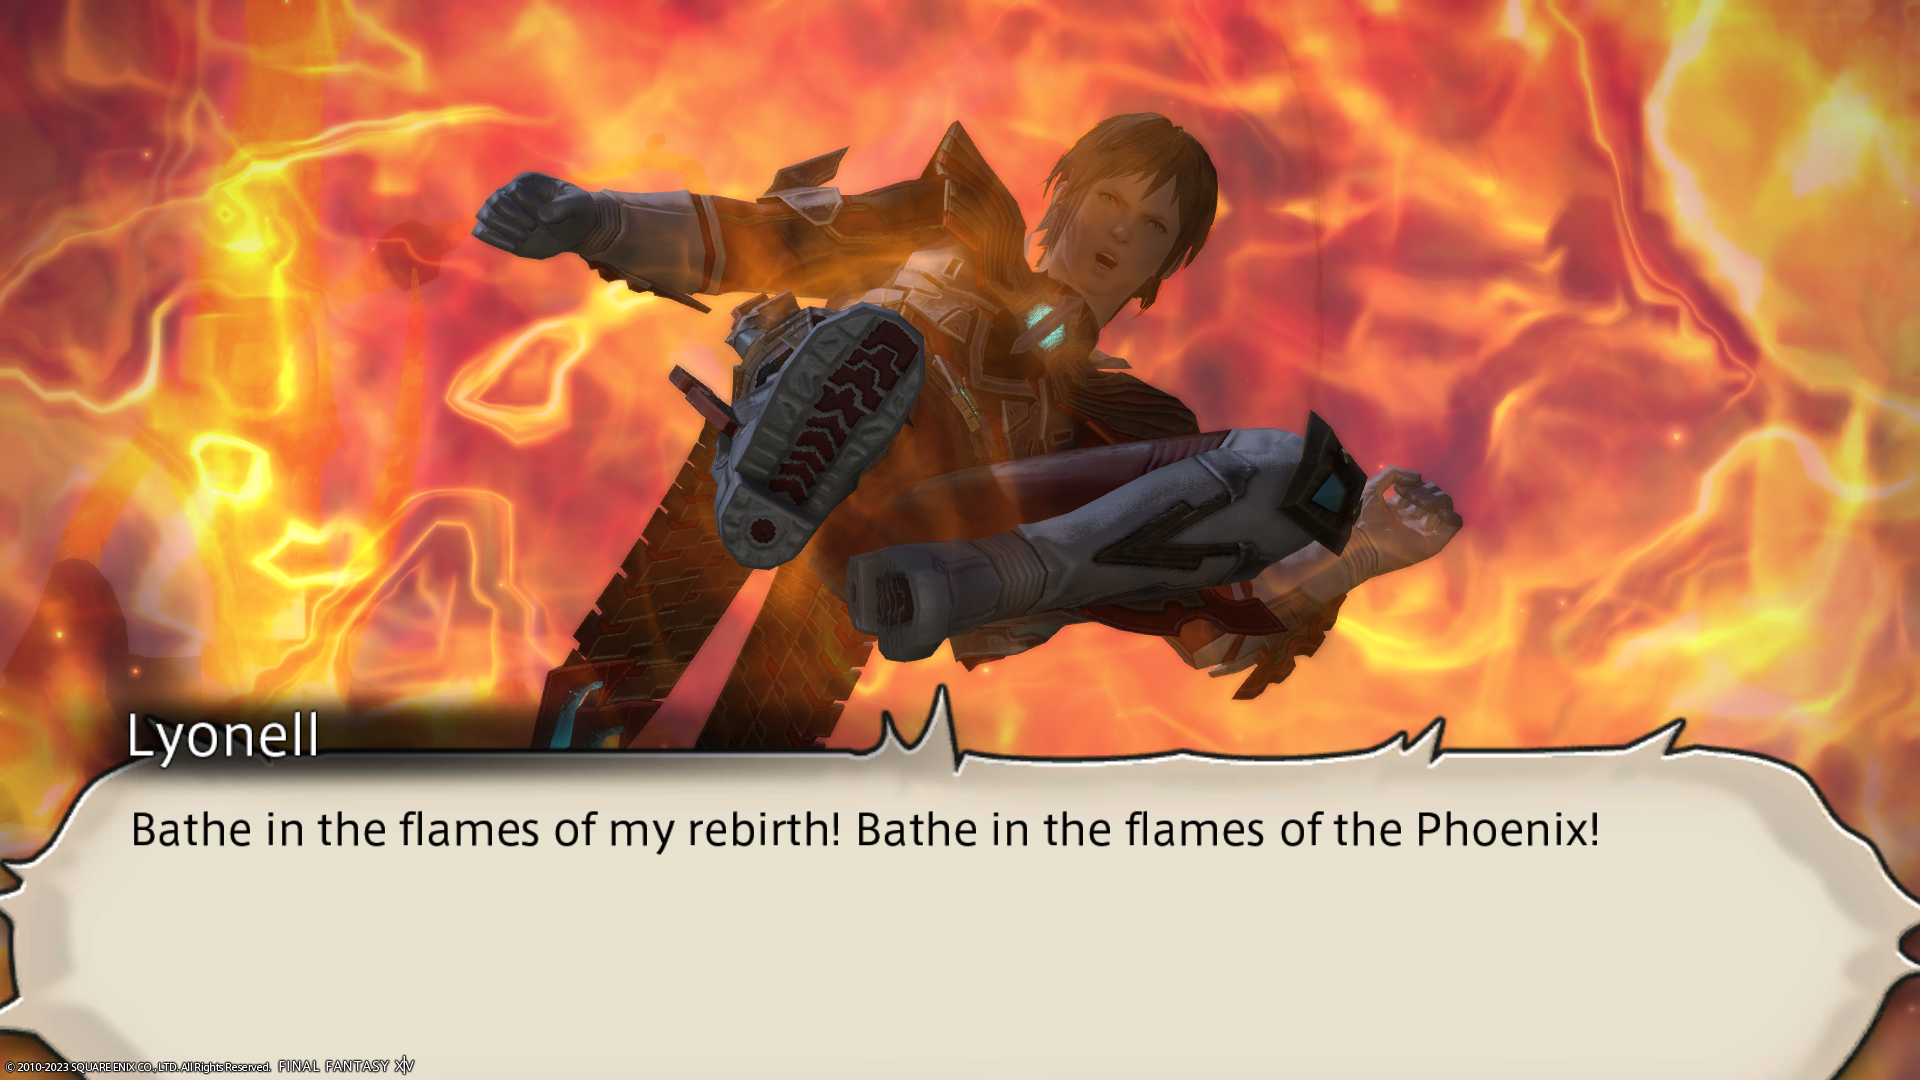 Lyonell
Bathe in the flames of my rebirth! Bathe in the flames of the Phoenix!
© 2010-2023 SQUARE ENIX CO., LTD. All Rights Reserved. FINAL FANTASY XIV